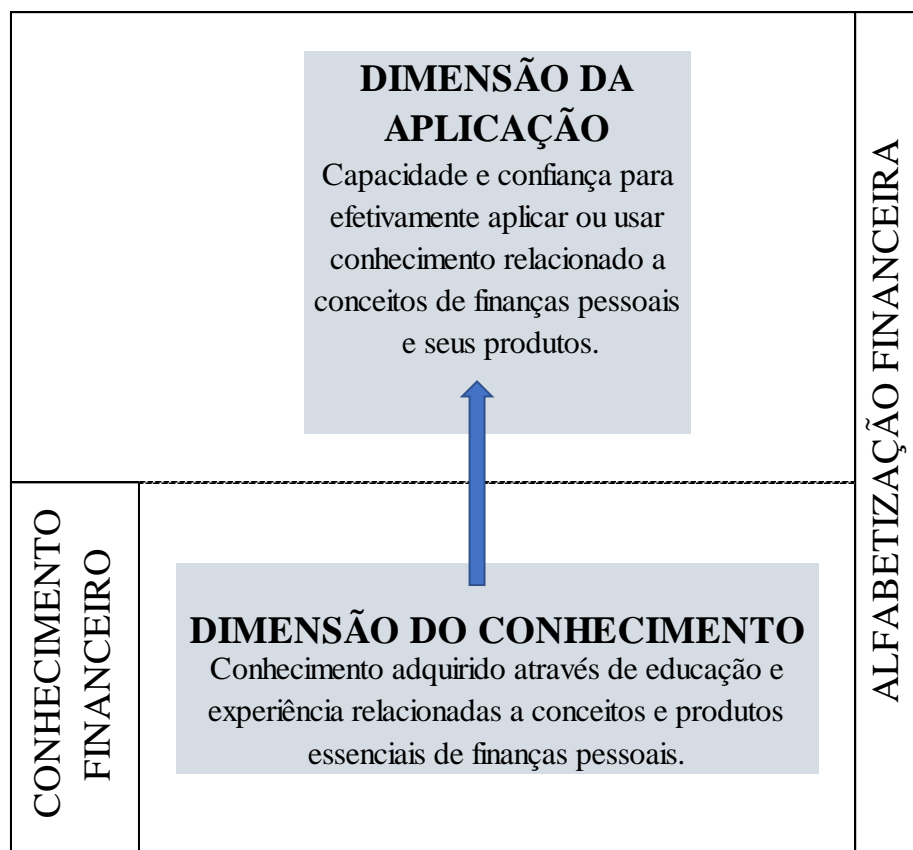 DIMENSÃO DA
APLICAÇÃO
Capacidade e confiança para
efetivamente aplicar ou usar
conhecimento relacionado a
conceitos de finanças pessoais
e seus produtos.
ALFABETIZAÇÃO FINANCEIRA
CONHECIMENTO
FINANCEIRO
DIMENSÃO DO CONHECIMENTO
Conhecimento adquirido através de educação e
experiência relacionadas a conceitos e produtos
essenciais de finanças pessoais.